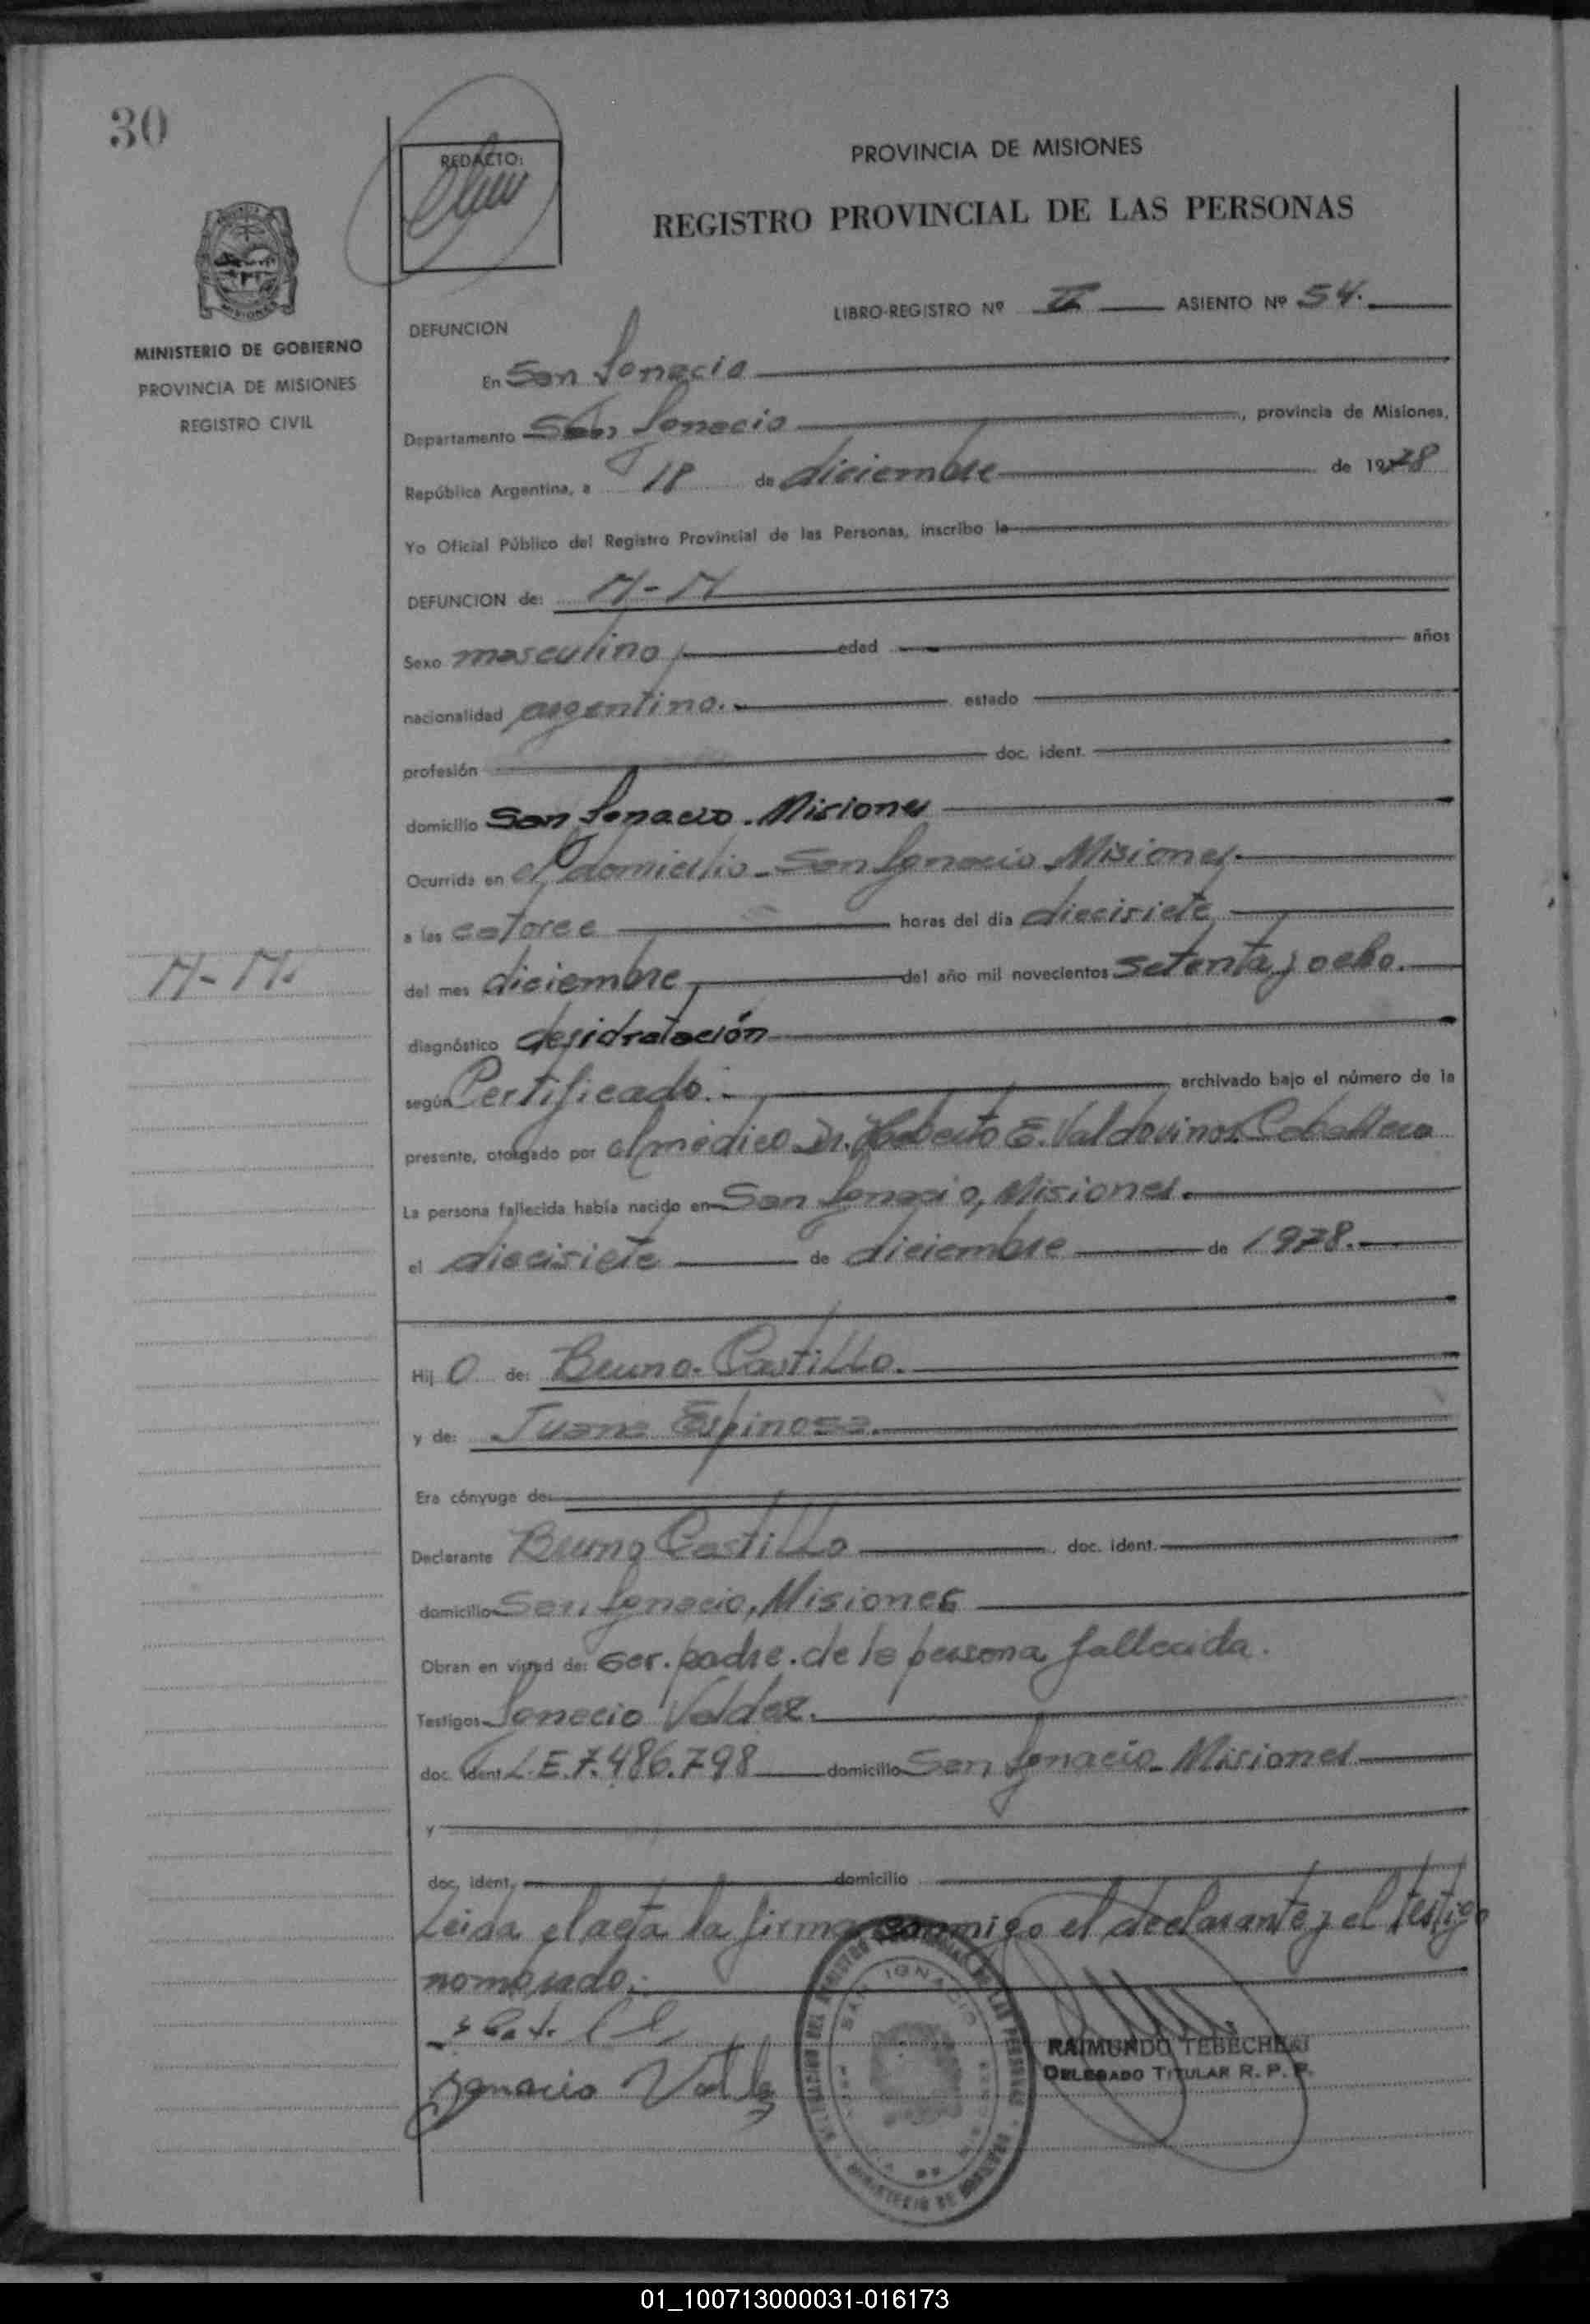 30
REDACTO:
PROVINCIA DE MISIONES
REGISTRO PROVINCIAL DE LAS PERSONAS
MINISTERIO DE GOBIERNO
PROVINCIA DE MISIONES
REGISTRO CIVIL
LIBRO-REGISTRO Nº II ASIENTO Nº 54.
DEFUNCION
En San Ignacio
Departamento San Ignacio, provincia de Misiones,
República Argentina, a 18 de diciembre de 1978
Yo Oficial Público del Registro Provincial de las Personas, inscribo la
DEFUNCION de: N-N
Sexo masculino edad años
nacionalidad argentino. estado
profesión doc. ident.
domicilio San Ignacio. Misiones
Ocurrida en el domicilio - San Ignacio Misiones.
a las catorce horas del día diecisiete
N-N.
del mes diciembre del año mil novecientos setenta y ocho.
diagnóstico desidratación
según Certificado. archivado bajo el número de la
presente, otorgado por el médico Dr. E. Valdovinos Caballero
La persona fallecida había nacido en San Ignacio, Misiones.
el diecisiete de diciembre de 1978.
Hij o de: Bruno Castillo.
y de: Juana Espinosa.
Era cónyuge de:
Declarante Bruno Castillo doc. ident.
domicilio San Ignacio, Misiones
Obran en virtud de: ser padre de la persona fallecida.
Testigos Ignacio Valdez.
doc. ident. L.E.7.486.798 domicilio San Ignacio - Misiones
y
doc. ident. domicilio
Leida el acta la firma conmigo el declarante y el testigo
nombrado.
Ignacio
SAN IGNACIO
RAIMUNDO TEBECHERI
DELEGADO TITULAR R. P. P.
01_100713000031-016173